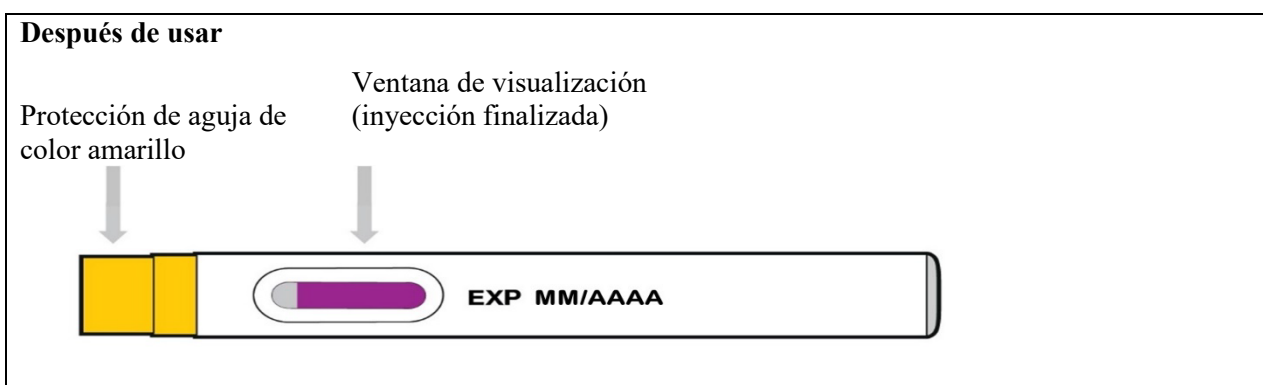 Después de usar
Protección de aguja de
color amarillo
Ventana de visualización
(inyección finalizada)
EXP MM/AAAA